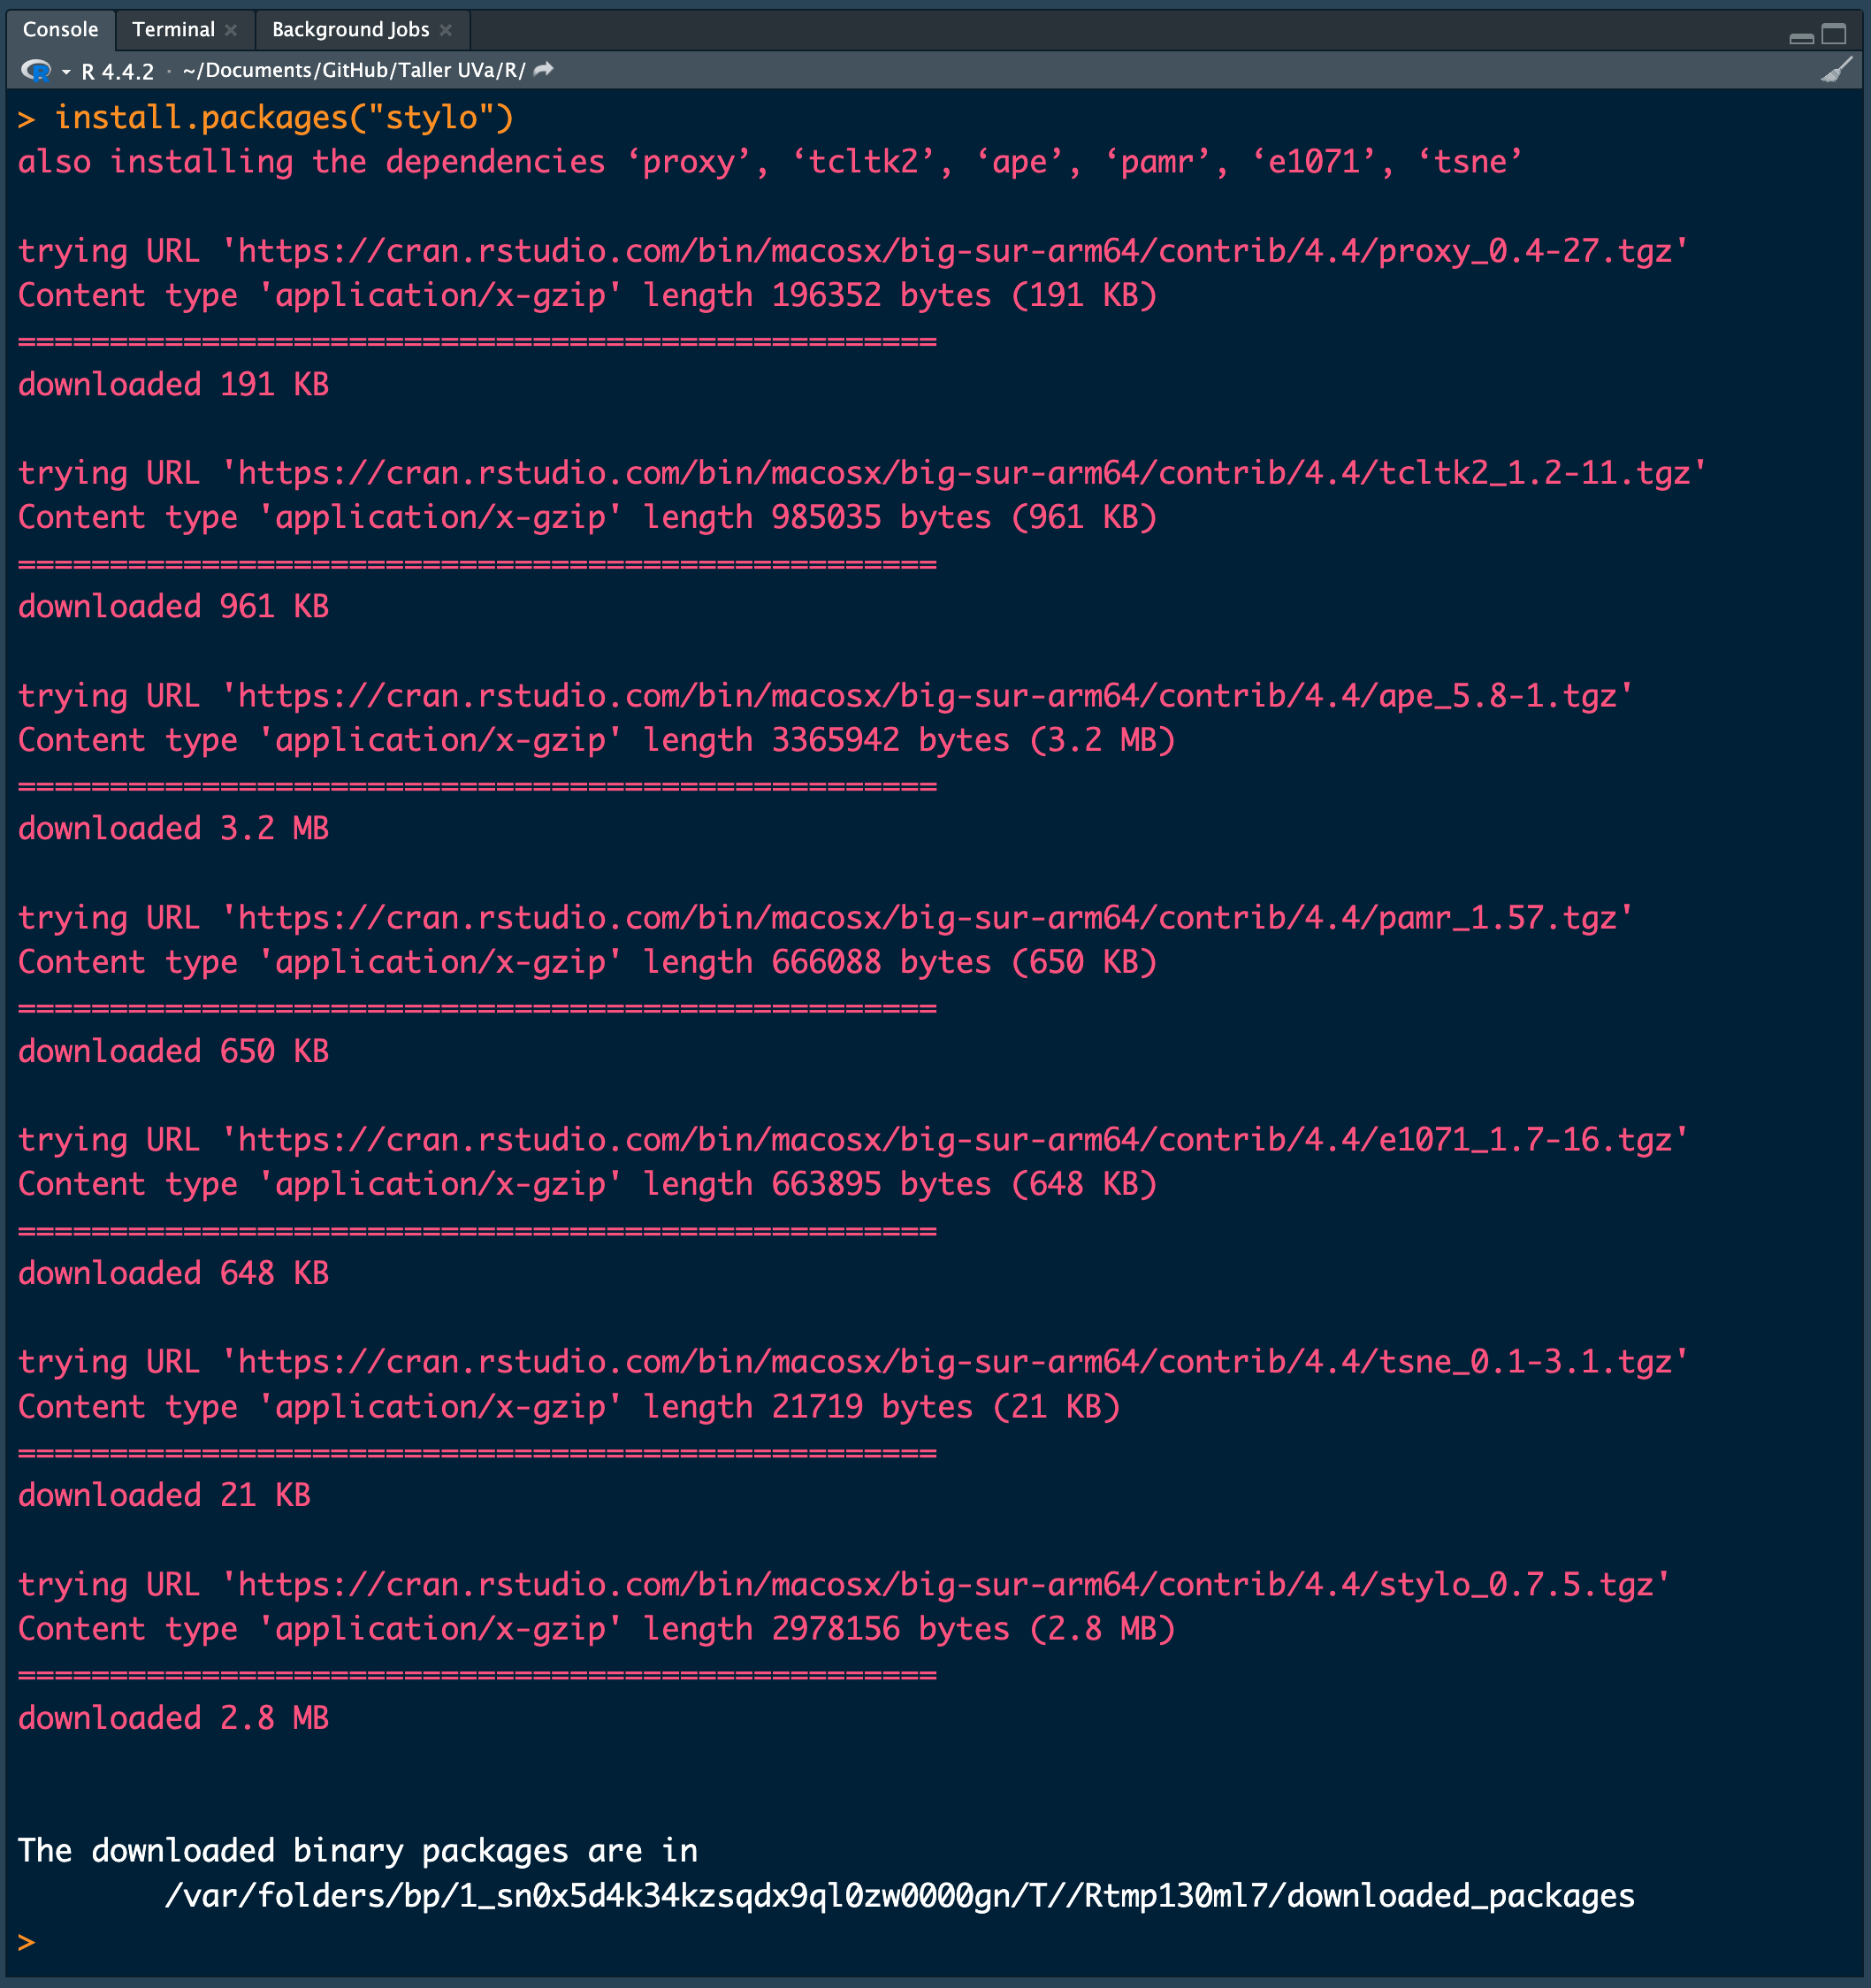 Console Terminal Background Jobs
R 4.4.2 · ~/Documents/GitHub/Taller UVa/R/
> install.packages("stylo")
also installing the dependencies ‘proxy’, ‘tcltk2’, ‘ape’, ‘pamr’, ‘e1071’, ‘tsne’
trying URL 'https://cran.rstudio.com/bin/macosx/big-sur-arm64/contrib/4.4/proxy_0.4-27.tgz'
Content type 'application/x-gzip' length 196352 bytes (191 KB)
==================================================
downloaded 191 KB
trying URL 'https://cran.rstudio.com/bin/macosx/big-sur-arm64/contrib/4.4/tcltk2_1.2-11.tgz'
Content type 'application/x-gzip' length 985035 bytes (961 KB)
==================================================
downloaded 961 KB
trying URL 'https://cran.rstudio.com/bin/macosx/big-sur-arm64/contrib/4.4/ape_5.8-1.tgz'
Content type 'application/x-gzip' length 3365942 bytes (3.2 MB)
==================================================
downloaded 3.2 MB
trying URL 'https://cran.rstudio.com/bin/macosx/big-sur-arm64/contrib/4.4/pamr_1.57.tgz'
Content type 'application/x-gzip' length 666088 bytes (650 KB)
==================================================
downloaded 650 KB
trying URL 'https://cran.rstudio.com/bin/macosx/big-sur-arm64/contrib/4.4/e1071_1.7-16.tgz'
Content type 'application/x-gzip' length 663895 bytes (648 KB)
==================================================
downloaded 648 KB
trying URL 'https://cran.rstudio.com/bin/macosx/big-sur-arm64/contrib/4.4/tsne_0.1-3.1.tgz'
Content type 'application/x-gzip' length 21719 bytes (21 KB)
==================================================
downloaded 21 KB
trying URL 'https://cran.rstudio.com/bin/macosx/big-sur-arm64/contrib/4.4/stylo_0.7.5.tgz'
Content type 'application/x-gzip' length 2978156 bytes (2.8 MB)
==================================================
downloaded 2.8 MB
The downloaded binary packages are in
/var/folders/bp/1_sn0x5d4k34kzsqdx9ql0zw0000gn/T//Rtmp130ml7/downloaded_packages
>